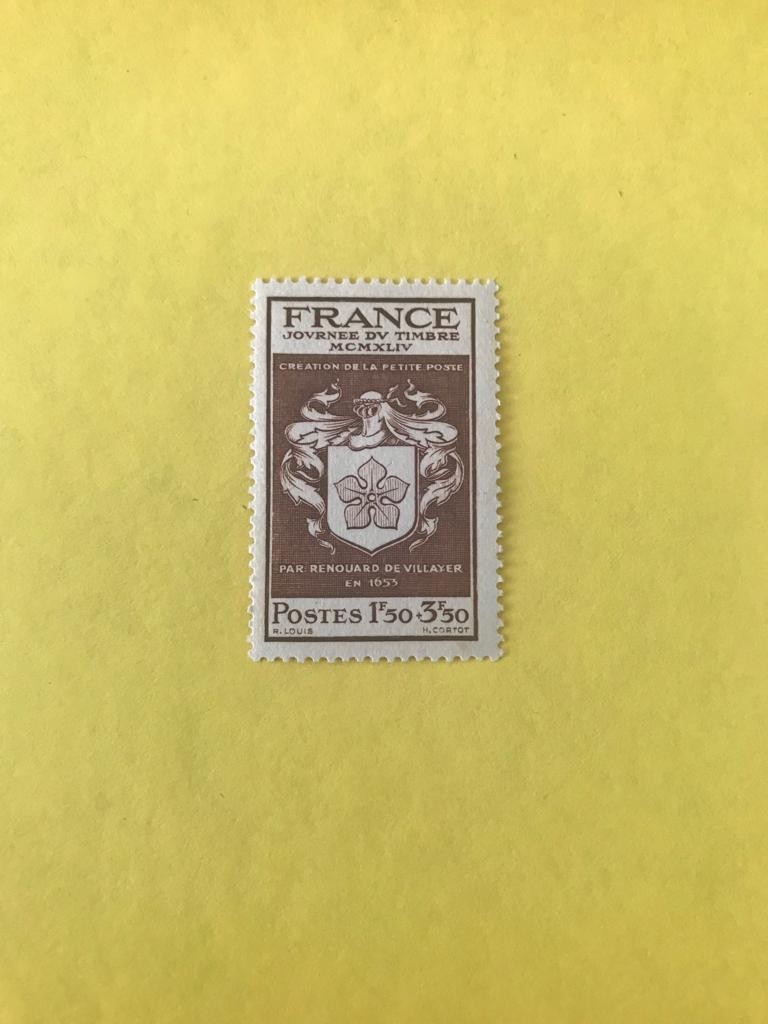 FRANCE
JOVRNEE DV TIMBRE
MCMXLIV
CRÉATION DE LA PETITE POSTE
PAR RENOUARD DE VILLAYER
EN 1653
POSTES 1F50+3F50
R. LOUIS H. CORTOT